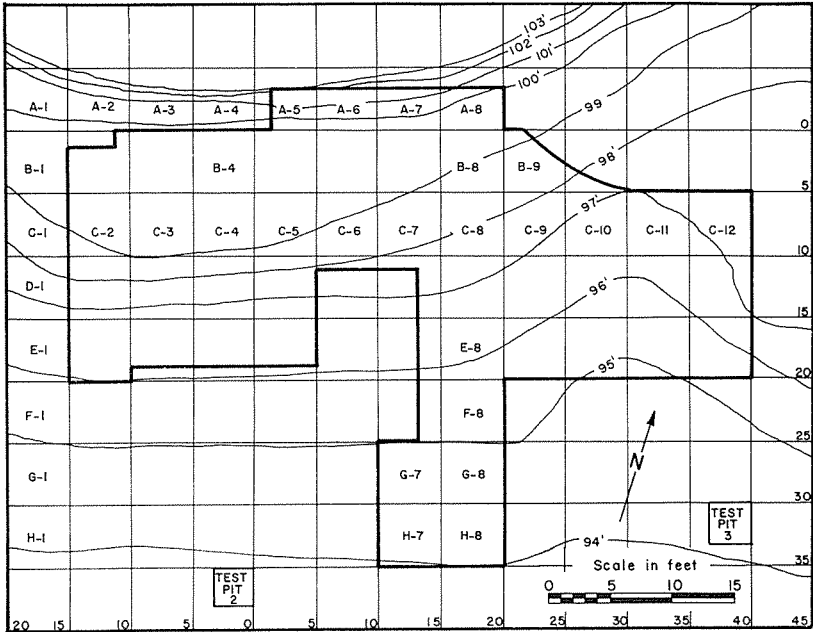 103'
102'
101'
100'
A-1 A-2 A-3 A-4 A-5 A-6 A-7 A-8
99
0
B-1 B-4 B-8 B-9
98'
5
97'
C-1 C-2 C-3 C-4 C-5 C-6 C-7 C-8 C-9 C-10 C-11 C-12
10
D-1
96'
15
E-1 E-8
95'
20
F-1 F-8
25
N
G-1 G-7 G-8
30
TEST
PIT
3
H-1 H-7 H-8
94'
35
Scale in feet
0 5 10 15
TEST
PIT
2
20 15 10 5 0 5 10 15 20 25 30 35 40 45